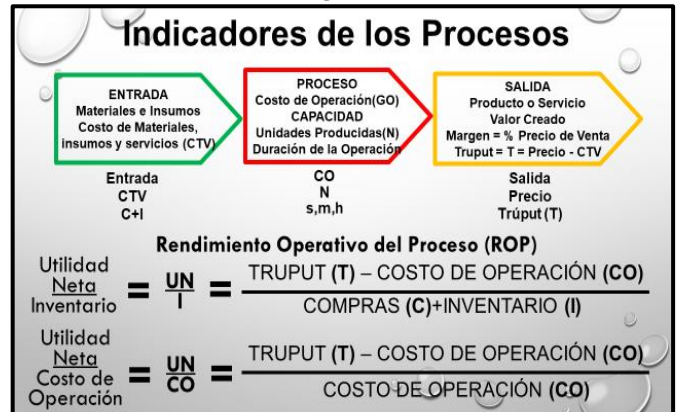 Indicadores de los Procesos
ENTRADA
Materiales e Insumos
Costo de Materiales,
insumos y servicios (CTV)
PROCESO
Costo de Operación(GO)
CAPACIDAD
Unidades Producidas(N)
Duración de la Operación
SALIDA
Producto o Servicio
Valor Creado
Margen = % Precio de Venta
Truput = T = Precio - CTV
Entrada
CTV
C+I
CO
N
s,m,h
Salida
Precio
Trúput (T)
Rendimiento Operativo del Proceso (ROP)
Utilidad
Neta
Inventario
=
UN
I
=
TRUPUT (T) – COSTO DE OPERACIÓN (CO)
COMPRAS (C)+INVENTARIO (I)
Utilidad
Neta
Costo de
Operación
=
UN
CO
=
TRUPUT (T) – COSTO DE OPERACIÓN (CO)
COSTO DE OPERACIÓN (CO)